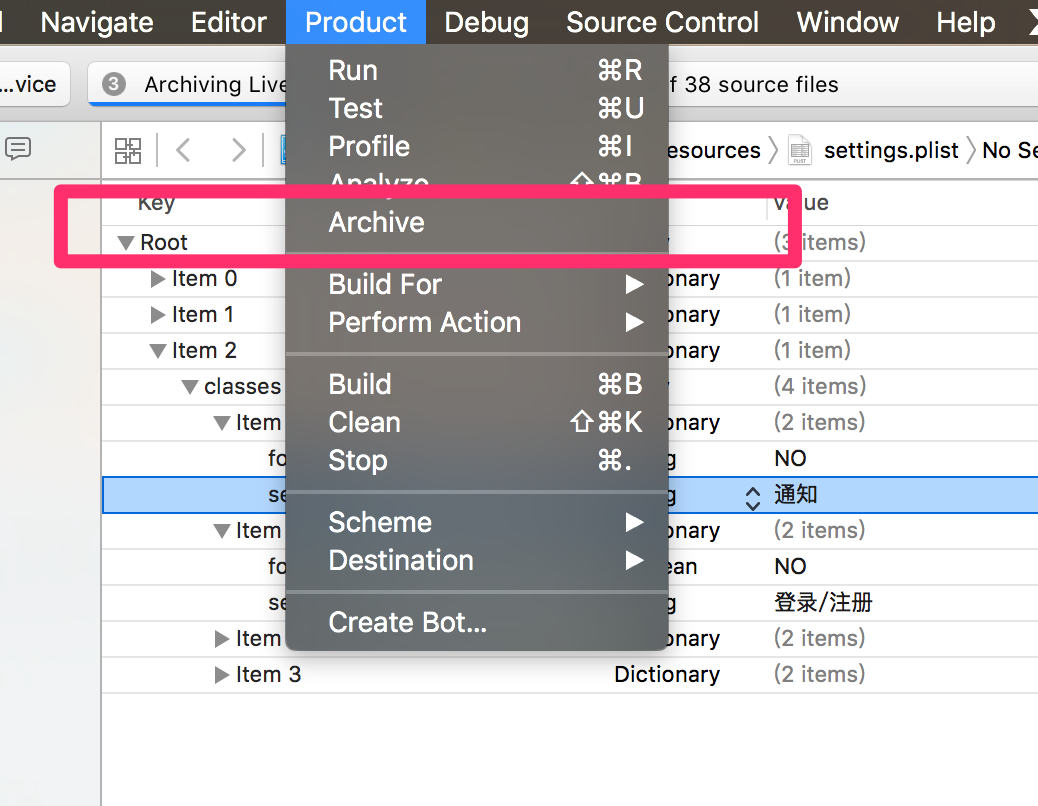 Navigate Editor Product Debug Source Control Window Help
...vice 3 Archiving Live f 38 source files
Run ⌘R
Test ⌘U
Profile ⌘I
esources settings.plist No Se
Analyze ⇧⌘B
Key Value
Archive
Root (3 items)
Item 0 onary (1 item)
Build For
Item 1 onary (1 item)
Perform Action
Item 2 onary (1 item)
classes (4 items)
Build ⌘B
Item onary (2 items)
Clean ⇧⌘K
fo g NO
Stop ⌘.
se g 通知
Item onary (2 items)
Scheme
fo ean NO
Destination
se g 登录/注册
Create Bot...
Item onary (2 items)
Item 3 Dictionary (2 items)